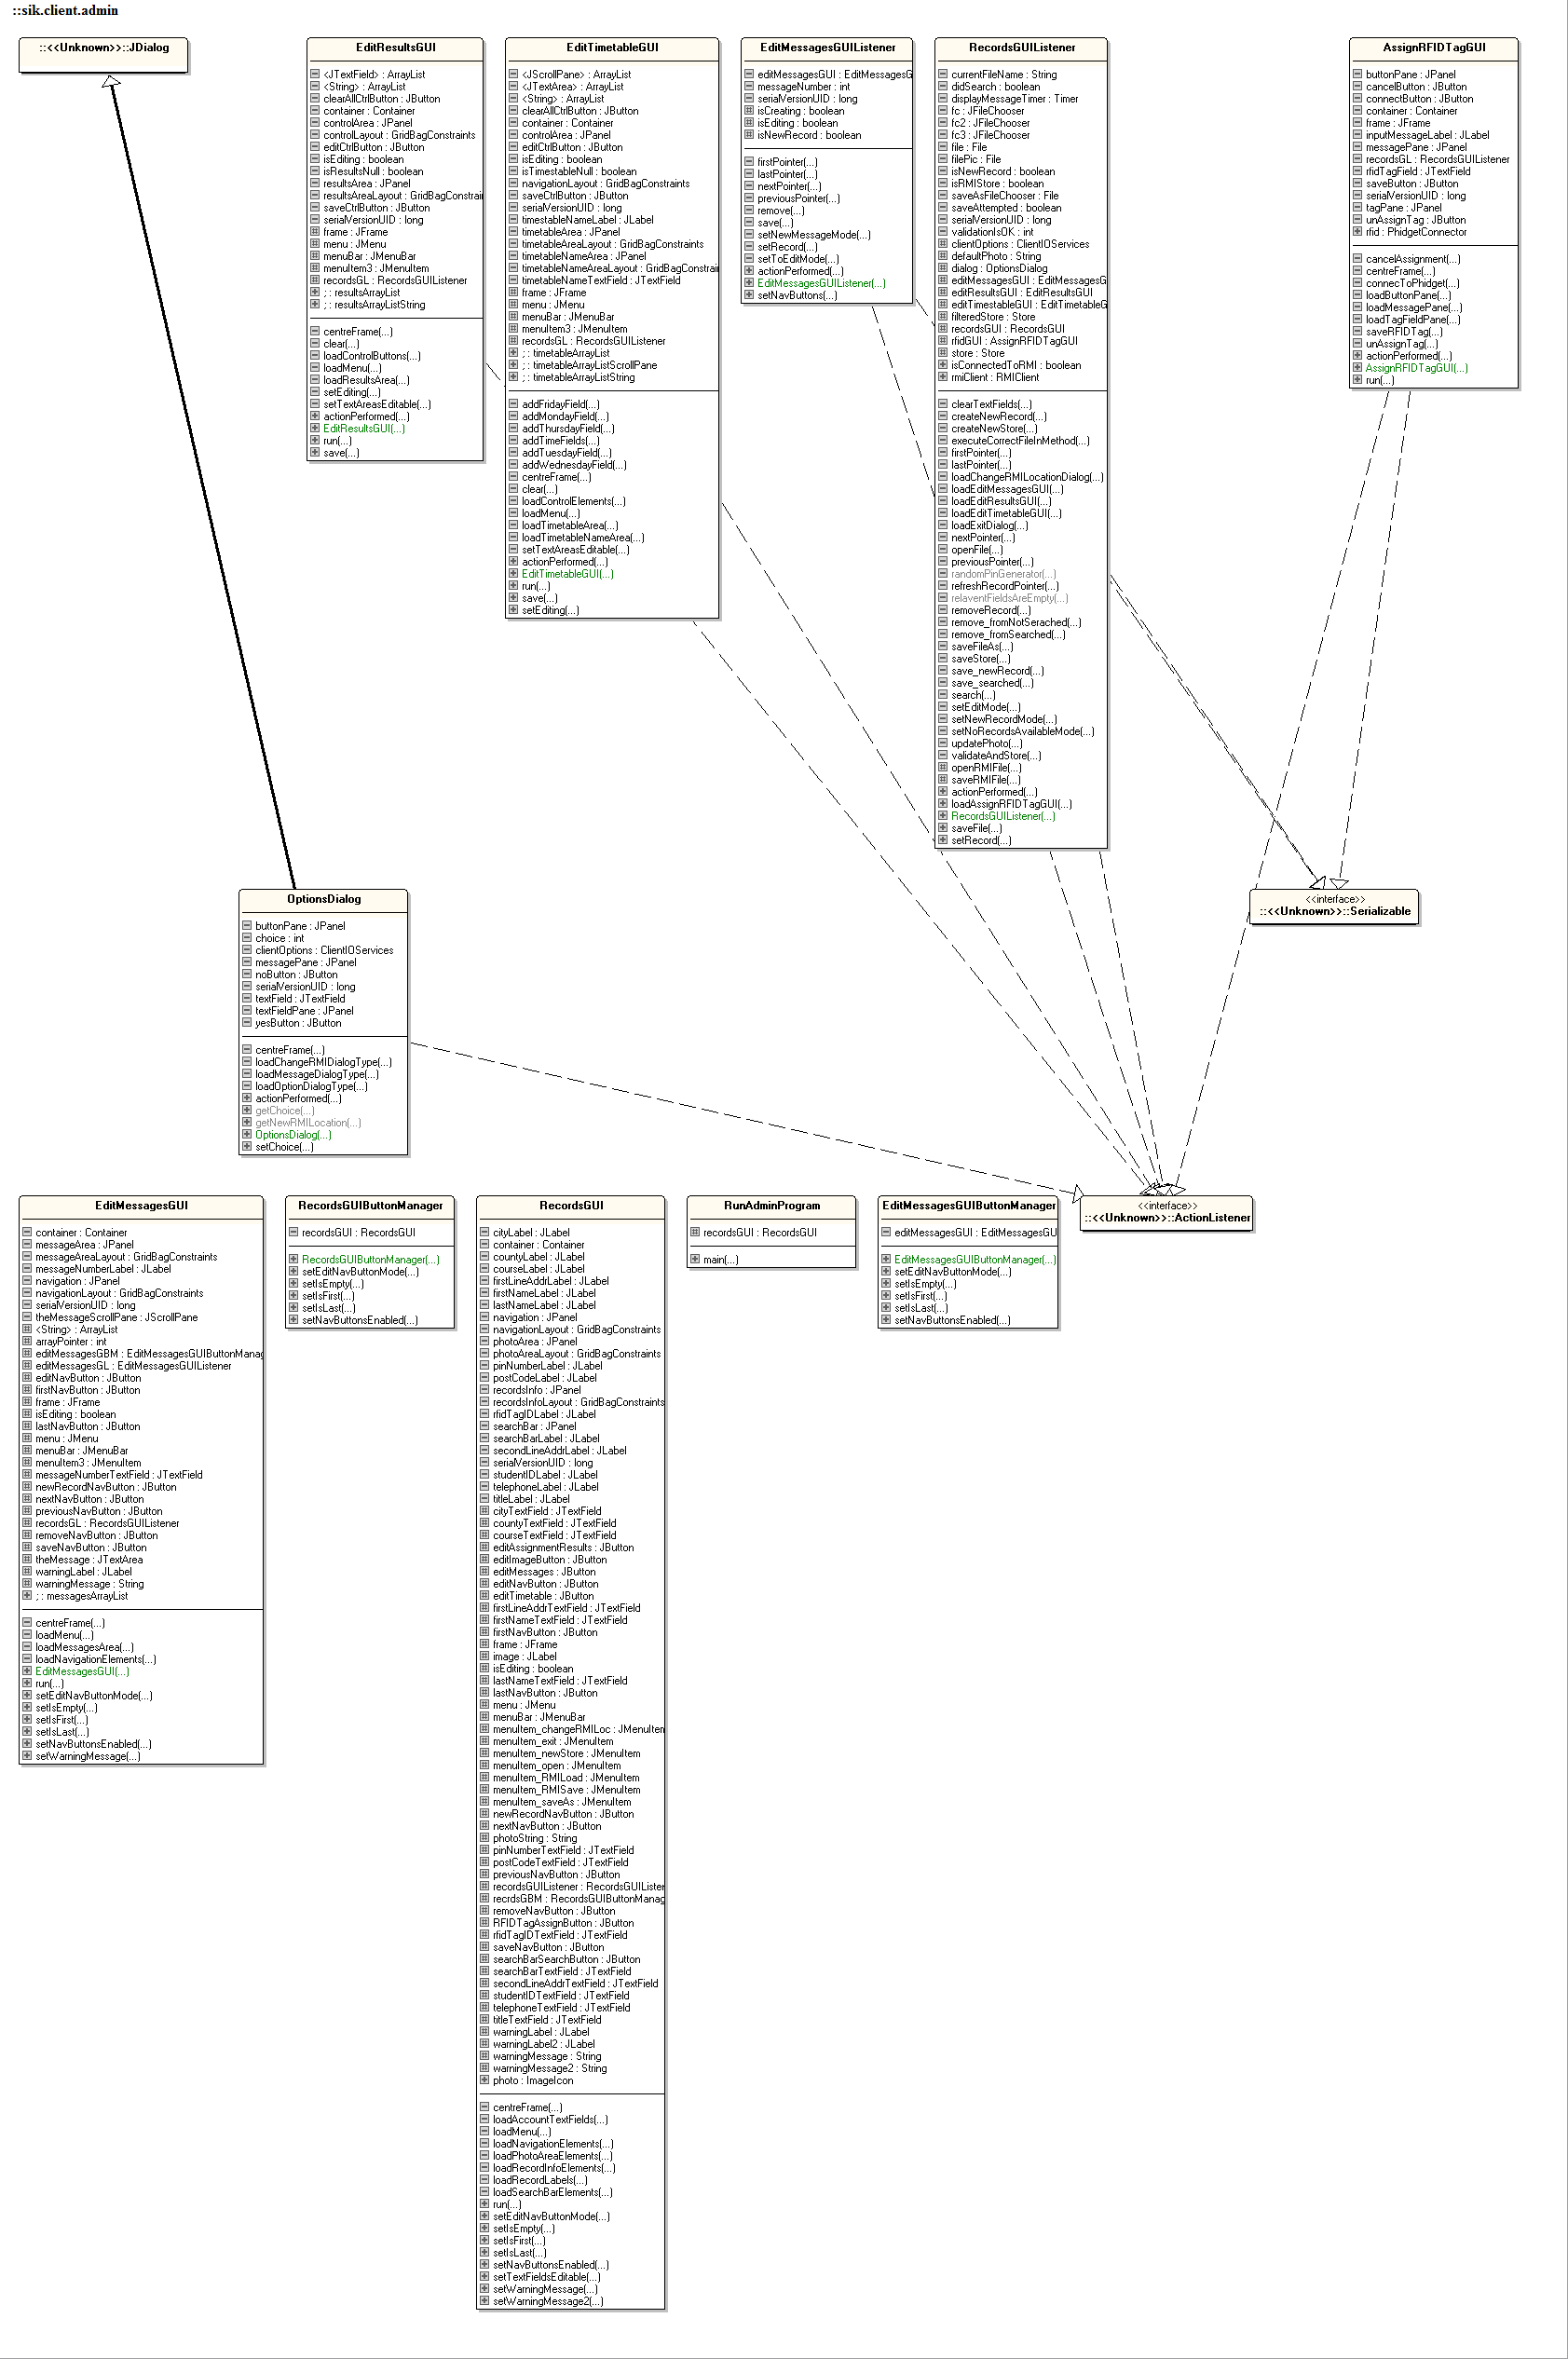 ::sik.client.admin
::<<Unknown>>::JDialog
EditResultsGUI
<JTextField> : ArrayList
<String> : ArrayList
clearAllCtrlButton : JButton
container : Container
controlArea : JPanel
controlLayout : GridBagConstraints
editCtrlButton : JButton
isEditing : boolean
isResultsNull : boolean
resultsArea : JPanel
resultsAreaLayout : GridBagConstrai
saveCtrlButton : JButton
serialVersionUID : long
frame : JFrame
menu : JMenu
menuBar : JMenuBar
menuItem3 : JMenuItem
recordsGL : RecordsGUIListener
; : resultsArrayList
; : resultsArrayListString
centreFrame(...)
clear(...)
loadControlButtons(...)
loadMenu(...)
loadResultsArea(...)
setEditing(...)
setTextAreasEditable(...)
actionPerformed(...)
EditResultsGUI(...)
run(...)
save(...)
EditTimetableGUI
<JScrollPane> : ArrayList
<JTextArea> : ArrayList
<String> : ArrayList
clearAllCtrlButton : JButton
container : Container
controlArea : JPanel
editCtrlButton : JButton
isEditing : boolean
isTimestableNull : boolean
navigationLayout : GridBagConstraints
saveCtrlButton : JButton
serialVersionUID : long
timestableNameLabel : JLabel
timetableArea : JPanel
timetableAreaLayout : GridBagConstraints
timetableNameArea : JPanel
timetableNameAreaLayout : GridBagConstrai
timetableNameTextField : JTextField
frame : JFrame
menu : JMenu
menuBar : JMenuBar
menuItem3 : JMenuItem
recordsGL : RecordsGUIListener
; : timetableArrayList
; : timetableArrayListScrollPane
; : timetableArrayListString
addFridayField(...)
addMondayField(...)
addThursdayField(...)
addTimeFields(...)
addTuesdayField(...)
addWednesdayField(...)
centreFrame(...)
clear(...)
loadControlElements(...)
loadMenu(...)
loadTimetableArea(...)
loadTimetableNameArea(...)
setTextAreasEditable(...)
actionPerformed(...)
EditTimetableGUI(...)
run(...)
save(...)
setEditing(...)
EditMessagesGUIListener
editMessagesGUI : EditMessagesG
messageNumber : int
serialVersionUID : long
isCreating : boolean
isEditing : boolean
isNewRecord : boolean
firstPointer(...)
lastPointer(...)
nextPointer(...)
previousPointer(...)
remove(...)
save(...)
setNewMessageMode(...)
setRecord(...)
setToEditMode(...)
actionPerformed(...)
EditMessagesGUIListener(...)
setNavButtons(...)
RecordsGUIListener
currentFileName : String
didSearch : boolean
displayMessageTimer : Timer
fc : JFileChooser
fc2 : JFileChooser
fc3 : JFileChooser
file : File
filePic : File
isNewRecord : boolean
isRMIStore : boolean
saveAsFileChooser : File
saveAttempted : boolean
serialVersionUID : long
validationIsOK : int
clientOptions : ClientIOServices
defaultPhoto : String
dialog : OptionsDialog
editMessagesGUI : EditMessagesG
editResultsGUI : EditResultsGUI
editTimestableGUI : EditTimetableG
filteredStore : Store
recordsGUI : RecordsGUI
rfidGUI : AssignRFIDTagGUI
store : Store
isConnectedToRMI : boolean
rmiClient : RMIClient
clearTextFields(...)
createNewRecord(...)
createNewStore(...)
executeCorrectFileInMethod(...)
firstPointer(...)
lastPointer(...)
loadChangeRMILocationDialog(...)
loadEditMessagesGUI(...)
loadEditResultsGUI(...)
loadEditTimetableGUI(...)
loadExitDialog(...)
nextPointer(...)
openFile(...)
previousPointer(...)
randomPinGenerator(...)
refreshRecordPointer(...)
relaventFieldsAreEmpty(...)
removeRecord(...)
remove_fromNotSerached(...)
remove_fromSearched(...)
saveFileAs(...)
saveStore(...)
save_newRecord(...)
save_searched(...)
search(...)
setEditMode(...)
setNewRecordMode(...)
setNoRecordsAvailableMode(...)
updatePhoto(...)
validateAndStore(...)
openRMIFile(...)
saveRMIFile(...)
actionPerformed(...)
loadAssignRFIDTagGUI(...)
RecordsGUIListener(...)
saveFile(...)
setRecord(...)
AssignRFIDTagGUI
buttonPane : JPanel
cancelButton : JButton
connectButton : JButton
container : Container
frame : JFrame
inputMessageLabel : JLabel
messagePane : JPanel
recordsGL : RecordsGUIListener
rfidTagField : JTextField
saveButton : JButton
serialVersionUID : long
tagPane : JPanel
unAssignTag : JButton
rfid : PhidgetConnector
cancelAssignment(...)
centreFrame(...)
connecToPhidget(...)
loadButtonPane(...)
loadMessagePane(...)
loadTagFieldPane(...)
saveRFIDTag(...)
unAssignTag(...)
actionPerformed(...)
AssignRFIDTagGUI(...)
run(...)
OptionsDialog
buttonPane : JPanel
choice : int
clientOptions : ClientIOServices
messagePane : JPanel
noButton : JButton
serialVersionUID : long
textField : JTextField
textFieldPane : JPanel
yesButton : JButton
centreFrame(...)
loadChangeRMIDialogType(...)
loadMessageDialogType(...)
loadOptionDialogType(...)
actionPerformed(...)
getChoice(...)
getNewRMILocation(...)
OptionsDialog(...)
setChoice(...)
<<interface>>
::<<Unknown>>::Serializable
EditMessagesGUI
container : Container
messageArea : JPanel
messageAreaLayout : GridBagConstraints
messageNumberLabel : JLabel
navigation : JPanel
navigationLayout : GridBagConstraints
serialVersionUID : long
theMessageScrollPane : JScrollPane
<String> : ArrayList
arrayPointer : int
editMessagesGBM : EditMessagesGUIButtonManag
editMessagesGL : EditMessagesGUIListener
editNavButton : JButton
firstNavButton : JButton
frame : JFrame
isEditing : boolean
lastNavButton : JButton
menu : JMenu
menuBar : JMenuBar
menuItem3 : JMenuItem
messageNumberTextField : JTextField
newRecordNavButton : JButton
nextNavButton : JButton
previousNavButton : JButton
recordsGL : RecordsGUIListener
removeNavButton : JButton
saveNavButton : JButton
theMessage : JTextArea
warningLabel : JLabel
warningMessage : String
; : messagesArrayList
centreFrame(...)
loadMenu(...)
loadMessagesArea(...)
loadNavigationElements(...)
EditMessagesGUI(...)
run(...)
setEditNavButtonMode(...)
setIsEmpty(...)
setIsFirst(...)
setIsLast(...)
setNavButtonsEnabled(...)
setWarningMessage(...)
RecordsGUIButtonManager
recordsGUI : RecordsGUI
RecordsGUIButtonManager(...)
setEditNavButtonMode(...)
setIsEmpty(...)
setIsFirst(...)
setIsLast(...)
setNavButtonsEnabled(...)
RecordsGUI
cityLabel : JLabel
container : Container
countyLabel : JLabel
courseLabel : JLabel
firstLineAddrLabel : JLabel
firstNameLabel : JLabel
lastNameLabel : JLabel
navigation : JPanel
navigationLayout : GridBagConstraints
photoArea : JPanel
photoAreaLayout : GridBagConstraints
pinNumberLabel : JLabel
postCodeLabel : JLabel
recordsInfo : JPanel
recordsInfoLayout : GridBagConstraints
rfidTagIDLabel : JLabel
searchBar : JPanel
searchBarLabel : JLabel
secondLineAddrLabel : JLabel
serialVersionUID : long
studentIDLabel : JLabel
telephoneLabel : JLabel
titleLabel : JLabel
cityTextField : JTextField
countyTextField : JTextField
courseTextField : JTextField
editAssignmentResults : JButton
editImageButton : JButton
editMessages : JButton
editNavButton : JButton
editTimetable : JButton
firstLineAddrTextField : JTextField
firstNameTextField : JTextField
firstNavButton : JButton
frame : JFrame
image : JLabel
isEditing : boolean
lastNameTextField : JTextField
lastNavButton : JButton
menu : JMenu
menuBar : JMenuBar
menuItem_changeRMILoc : JMenuItem
menuItem_exit : JMenuItem
menuItem_newStore : JMenuItem
menuItem_open : JMenuItem
menuItem_RMILoad : JMenuItem
menuItem_RMISave : JMenuItem
menuItem_saveAs : JMenuItem
newRecordNavButton : JButton
nextNavButton : JButton
photoString : String
pinNumberTextField : JTextField
postCodeTextField : JTextField
previousNavButton : JButton
recordsGUIListener : RecordsGUIListen
recrdsGBM : RecordsGUIButtonManag
removeNavButton : JButton
RFIDTagAssignButton : JButton
rfidTagIDTextField : JTextField
saveNavButton : JButton
searchBarSearchButton : JButton
searchBarTextField : JTextField
secondLineAddrTextField : JTextField
studentIDTextField : JTextField
telephoneTextField : JTextField
titleTextField : JTextField
warningLabel : JLabel
warningLabel2 : JLabel
warningMessage : String
warningMessage2 : String
photo : ImageIcon
centreFrame(...)
loadAccountTextFields(...)
loadMenu(...)
loadNavigationElements(...)
loadPhotoAreaElements(...)
loadRecordInfoElements(...)
loadRecordLabels(...)
loadSearchBarElements(...)
run(...)
setEditNavButtonMode(...)
setIsEmpty(...)
setIsFirst(...)
setIsLast(...)
setNavButtonsEnabled(...)
setTextFieldsEditable(...)
setWarningMessage(...)
setWarningMessage2(...)
RunAdminProgram
recordsGUI : RecordsGUI
main(...)
EditMessagesGUIButtonManager
editMessagesGUI : EditMessagesGU
EditMessagesGUIButtonManager(...)
setEditNavButtonMode(...)
setIsEmpty(...)
setIsFirst(...)
setIsLast(...)
setNavButtonsEnabled(...)
<<interface>>
::<<Unknown>>::ActionListener